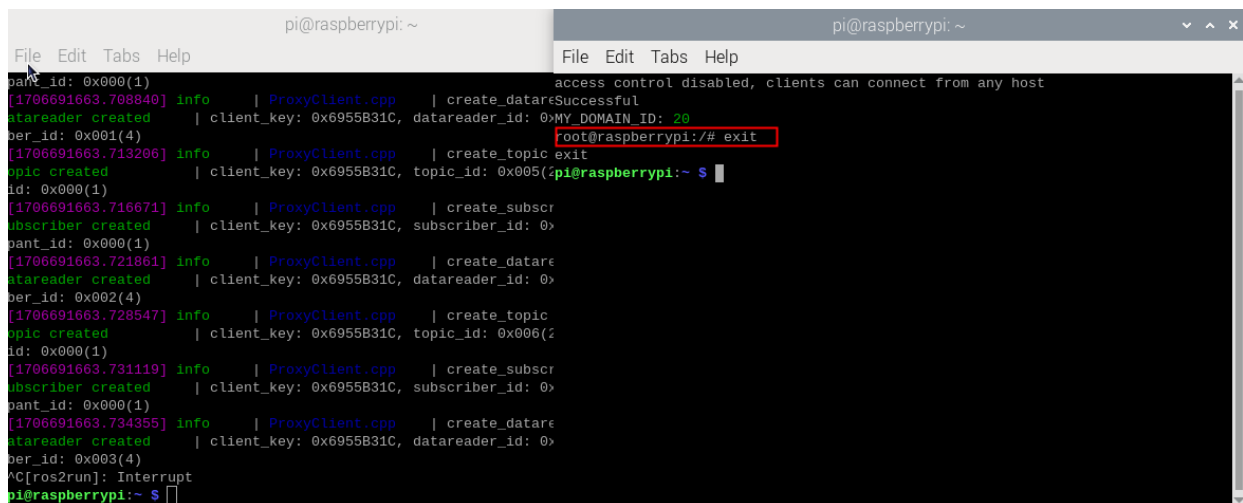 pi@raspberrypi: ~
File Edit Tabs Help
pant_id: 0x000(1)
[1706691663.708840] info | ProxyClient.cpp | create_datare
atareader created | client_key: 0x6955B31C, datareader_id: 0x
ber_id: 0x001(4)
[1706691663.713206] info | ProxyClient.cpp | create_topic
opic created | client_key: 0x6955B31C, topic_id: 0x005(2
id: 0x000(1)
[1706691663.716671] info | ProxyClient.cpp | create_subscr
ubscriber created | client_key: 0x6955B31C, subscriber_id: 0x
pant_id: 0x000(1)
[1706691663.721861] info | ProxyClient.cpp | create_datare
atareader created | client_key: 0x6955B31C, datareader_id: 0x
ber_id: 0x002(4)
[1706691663.728547] info | ProxyClient.cpp | create_topic
opic created | client_key: 0x6955B31C, topic_id: 0x006(2
id: 0x000(1)
[1706691663.731119] info | ProxyClient.cpp | create_subscr
ubscriber created | client_key: 0x6955B31C, subscriber_id: 0x
pant_id: 0x000(1)
[1706691663.734355] info | ProxyClient.cpp | create_datare
atareader created | client_key: 0x6955B31C, datareader_id: 0x
ber_id: 0x003(4)
^C[ros2run]: Interrupt
pi@raspberrypi:~ $
pi@raspberrypi: ~
File Edit Tabs Help
access control disabled, clients can connect from any host
Successful
MY_DOMAIN_ID: 20
root@raspberrypi:/# exit
exit
pi@raspberrypi:~ $